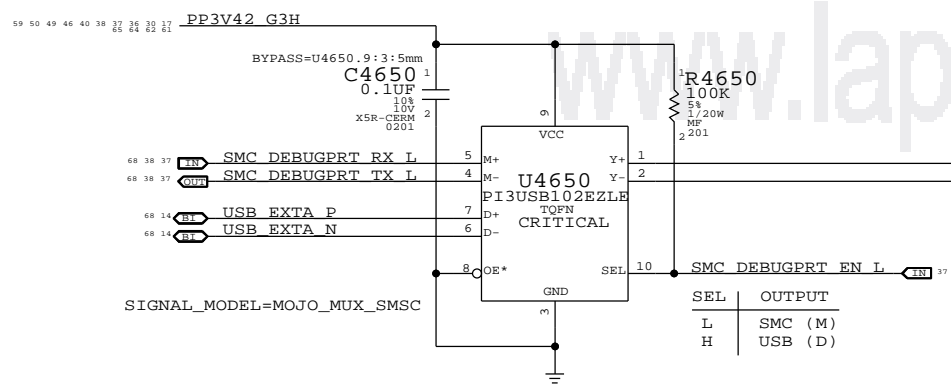 59 50 49 46 40 38 37 36 30 17
65 64 62 61
PP3V42_G3H
www.lap
BYPASS=U4650.9:3:5mm
C4650 1
0.1UF
10%
10V
X5R-CERM 2
0201
1 R4650
100K
5%
1/20W
MF
2 201
9
VCC
68 38 37 IN SMC_DEBUGPRT_RX_L 5 M+ Y+ 1
68 38 37 OUT SMC_DEBUGPRT_TX_L 4 M- Y- 2
U4650
PI3USB102EZLE
TQFN
CRITICAL
68 14 BI USB_EXTA_P 7 D+
68 14 BI USB_EXTA_N 6 D-
8 OE* SEL 10 SMC_DEBUGPRT_EN_L IN 37
GND
3
SIGNAL_MODEL=MOJO_MUX_SMSC
SEL OUTPUT
L SMC (M)
H USB (D)